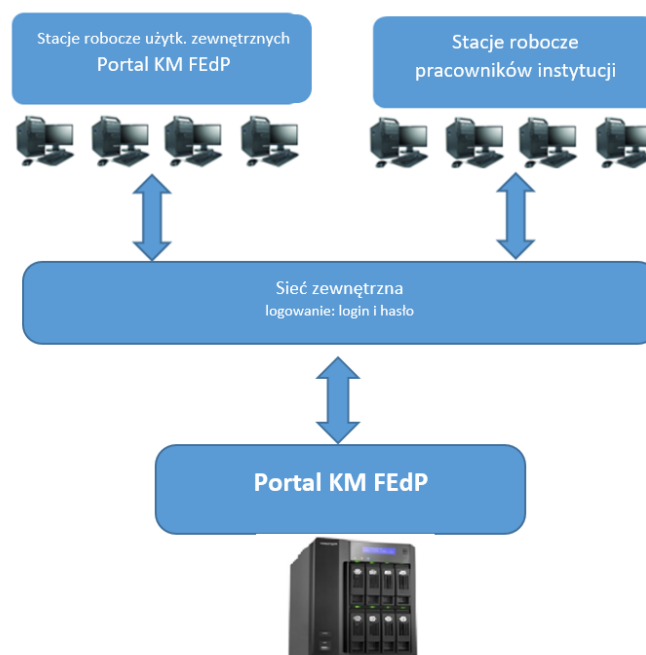 Stacje robocze użytk. zewnętrznych
Portal KM FEdP
Stacje robocze
pracowników instytucji
Sieć zewnętrzna
logowanie: login i hasło
Portal KM FEdP